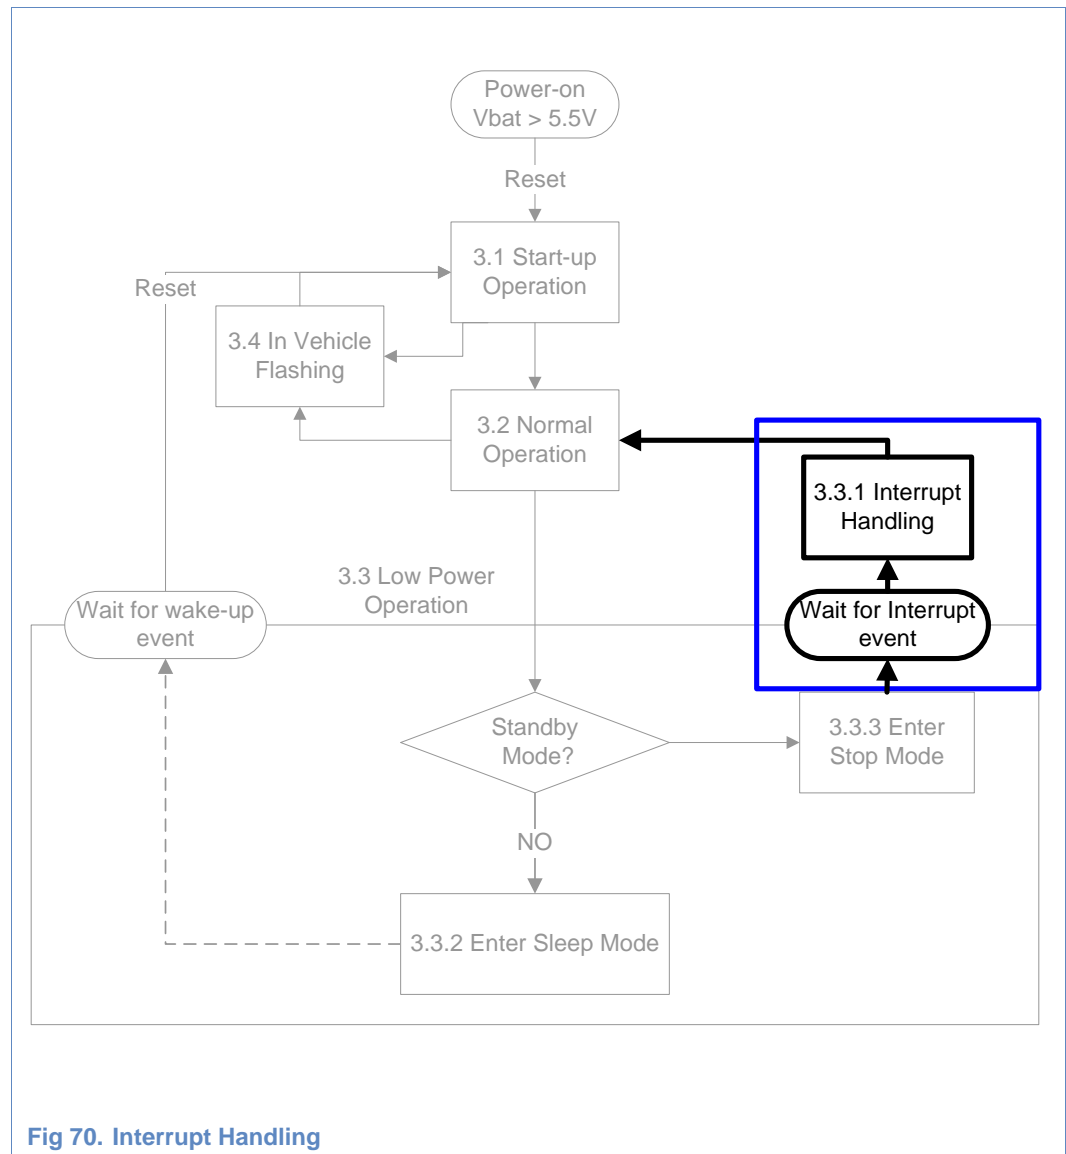 Power-on
Vbat > 5.5V
Reset
3.1 Start-up
Operation
Reset
3.4 In Vehicle
Flashing
3.2 Normal
Operation
3.3.1 Interrupt
Handling
3.3 Low Power
Operation
Wait for wake-up
event
Wait for Interrupt
event
Standby
Mode?
3.3.3 Enter
Stop Mode
NO
3.3.2 Enter Sleep Mode
Fig 70. Interrupt Handling